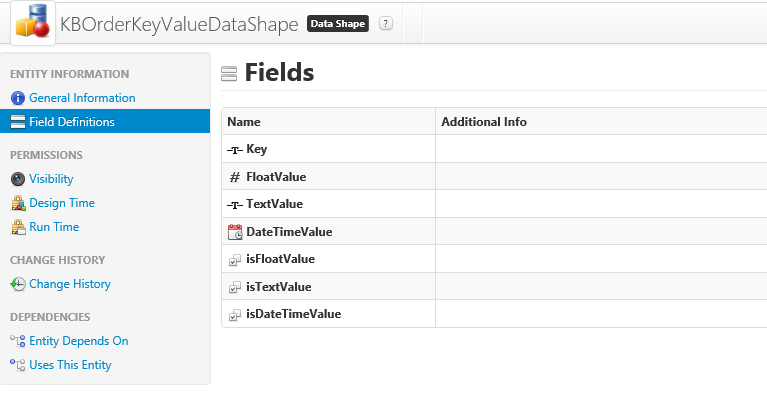 KBOrderKeyValueDataShape Data Shape ?
ENTITY INFORMATION
General Information
Field Definitions
PERMISSIONS
Visibility
Design Time
Run Time
CHANGE HISTORY
Change History
DEPENDENCIES
Entity Depends On
Uses This Entity
Fields
Name Additional Info
Key
# FloatValue
TextValue
DateTimeValue
isFloatValue
isTextValue
isDateTimeValue